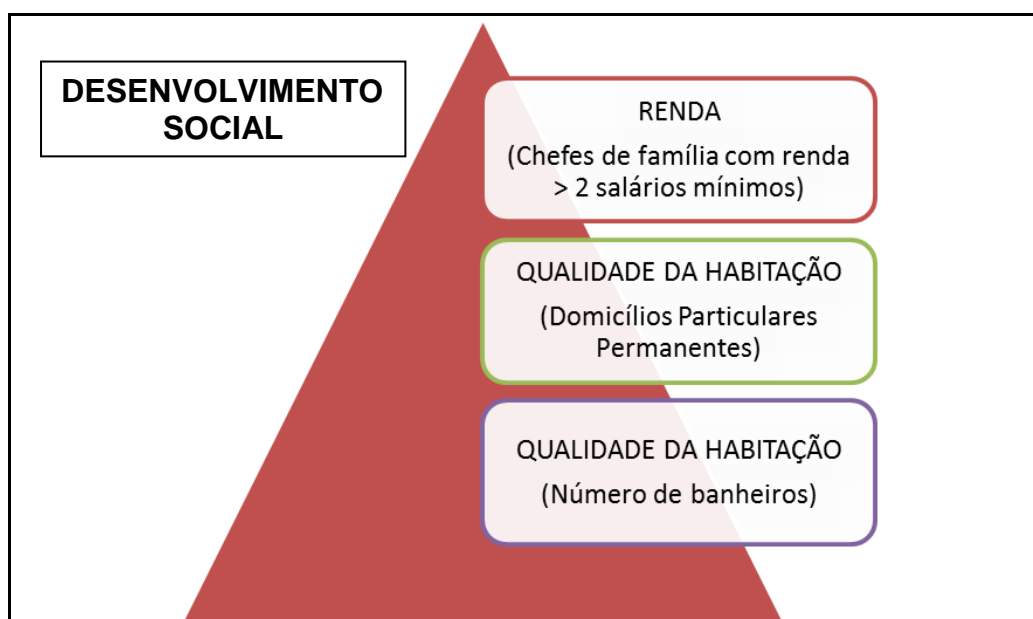 DESENVOLVIMENTO
SOCIAL
RENDA
(Chefes de família com renda
> 2 salários mínimos)
QUALIDADE DA HABITAÇÃO
(Domicílios Particulares
Permanentes)
QUALIDADE DA HABITAÇÃO
(Número de banheiros)